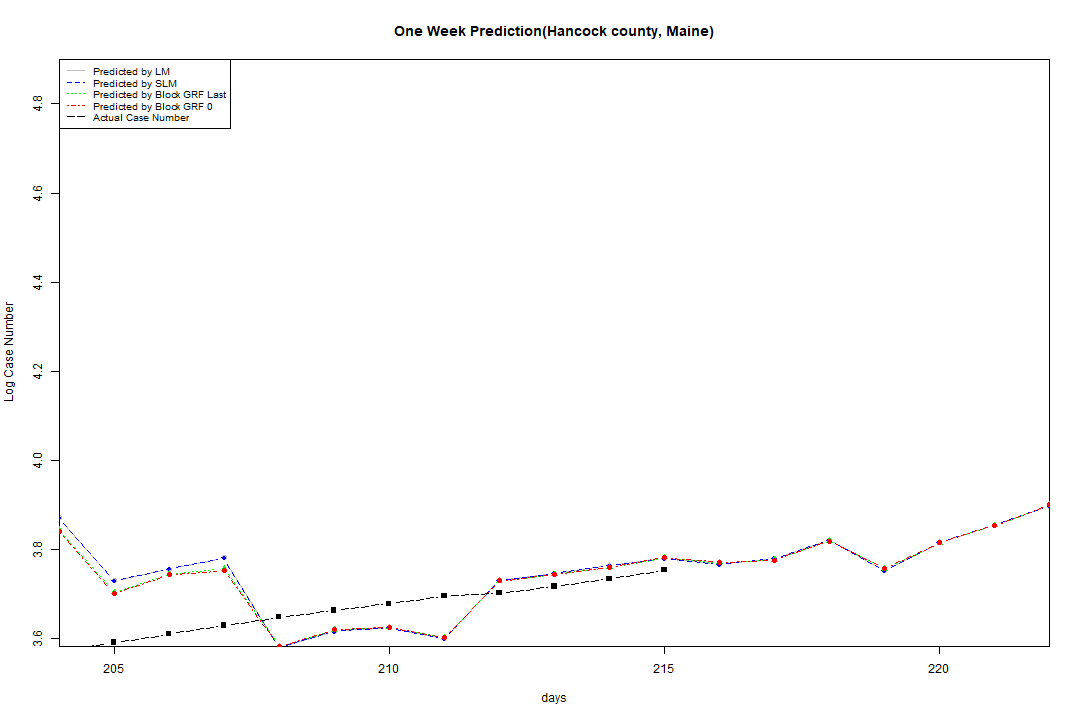 One Week Prediction(Hancock county, Maine)
Predicted by LM
Predicted by SLM
Predicted by Block GRF Last
Predicted by Block GRF 0
Actual Case Number
4.8
4.6
4.4
4.2
4.0
3.8
3.6
Log Case Number
205 210 215 220
days